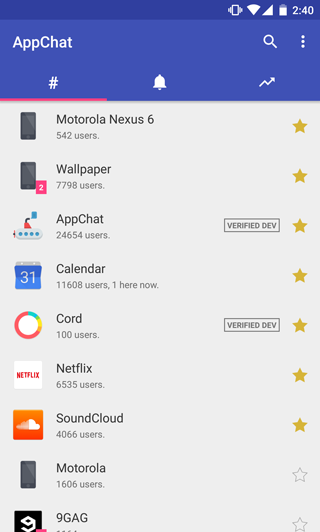 2:40
AppChat
#
Motorola Nexus 6
542 users.
Wallpaper
7798 users.
2
AppChat
24654 users.
VERIFIED DEV
Calendar
11608 users, 1 here now.
31
Cord
100 users.
VERIFIED DEV
Netflix
6535 users.
NETFLIX
SoundCloud
4066 users.
Motorola
1606 users.
9GAG